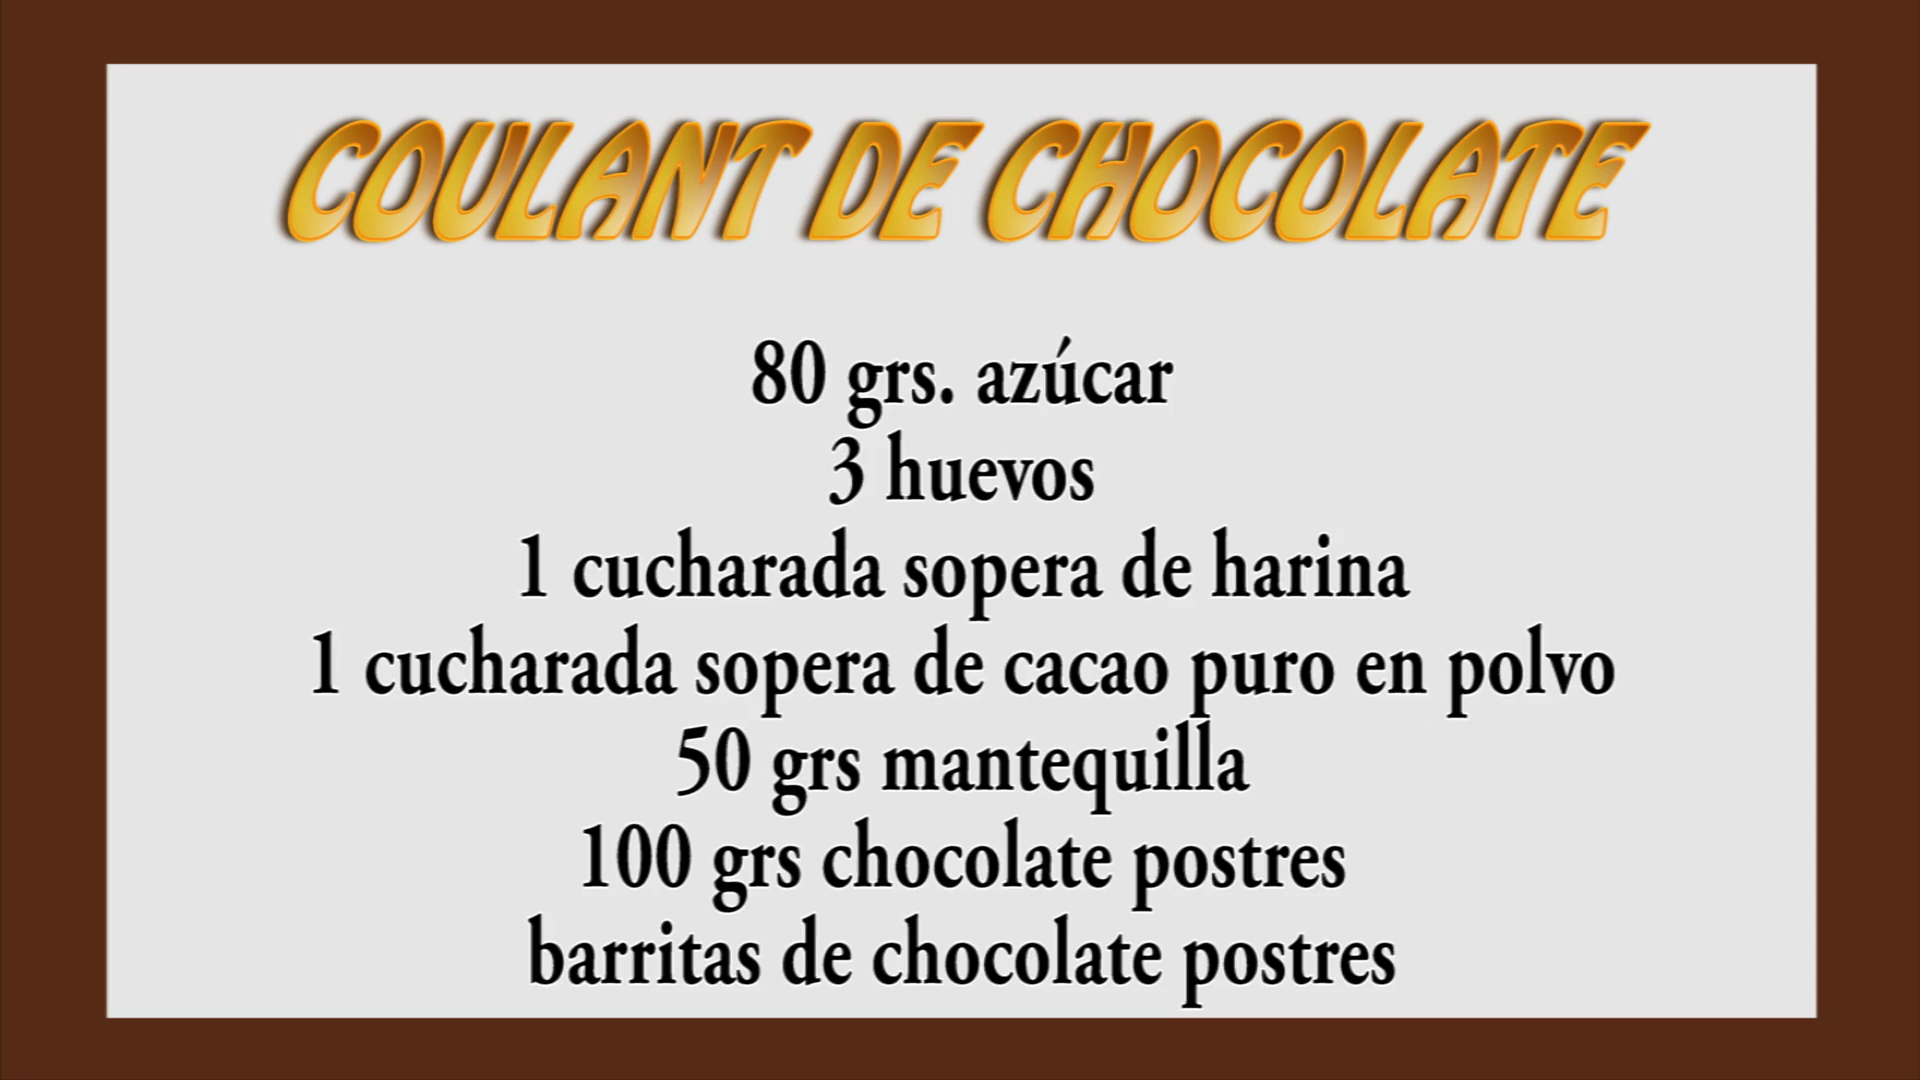 COULANT DE CHOCOLATE
80 grs. azúcar
3 huevos
1 cucharada sopera de harina
1 cucharada sopera de cacao puro en polvo
50 grs mantequilla
100 grs chocolate postres
barritas de chocolate postres